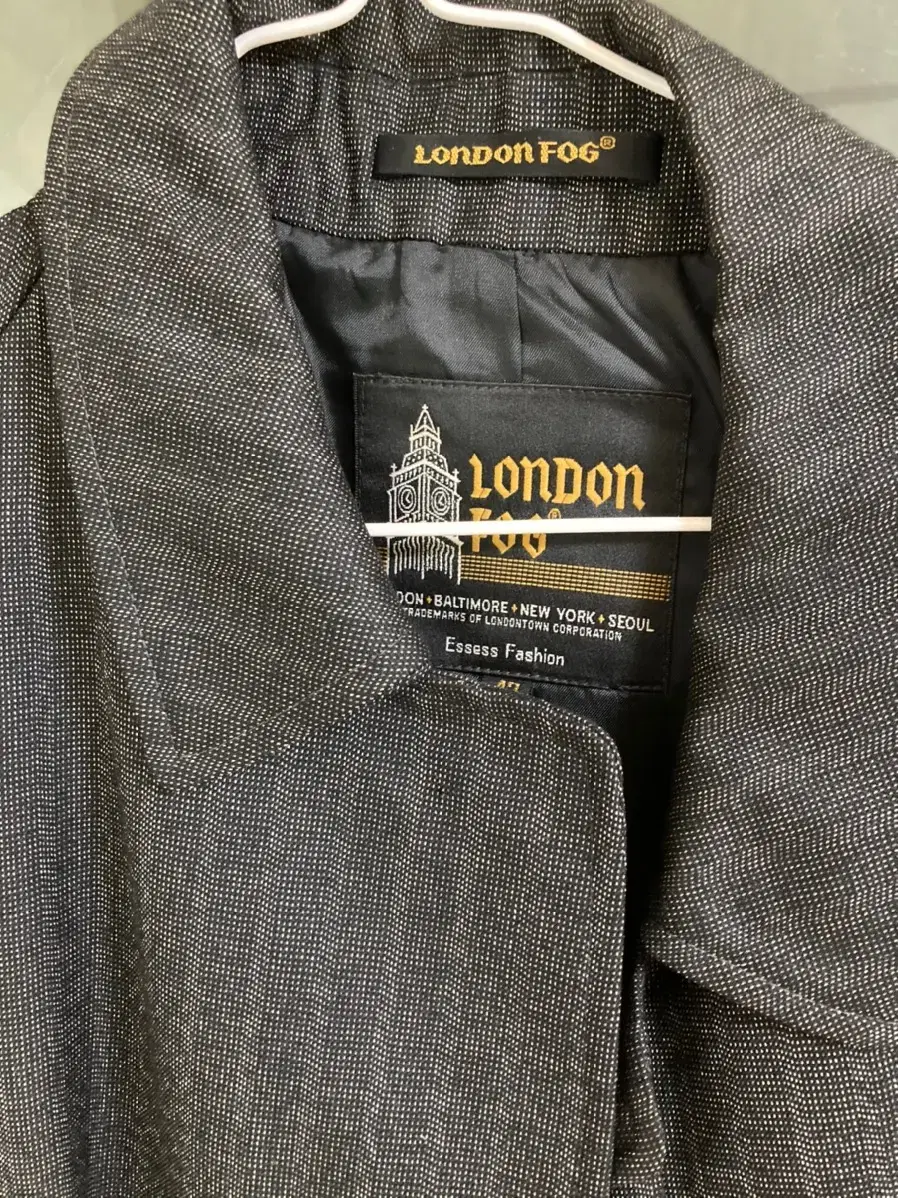 LONDON FOG®
LONDON
FOG®
DON • BALTIMORE • NEW YORK • SEOUL
TRADEMARKS OF LONDONTOWN CORPORATION
Essess Fashion